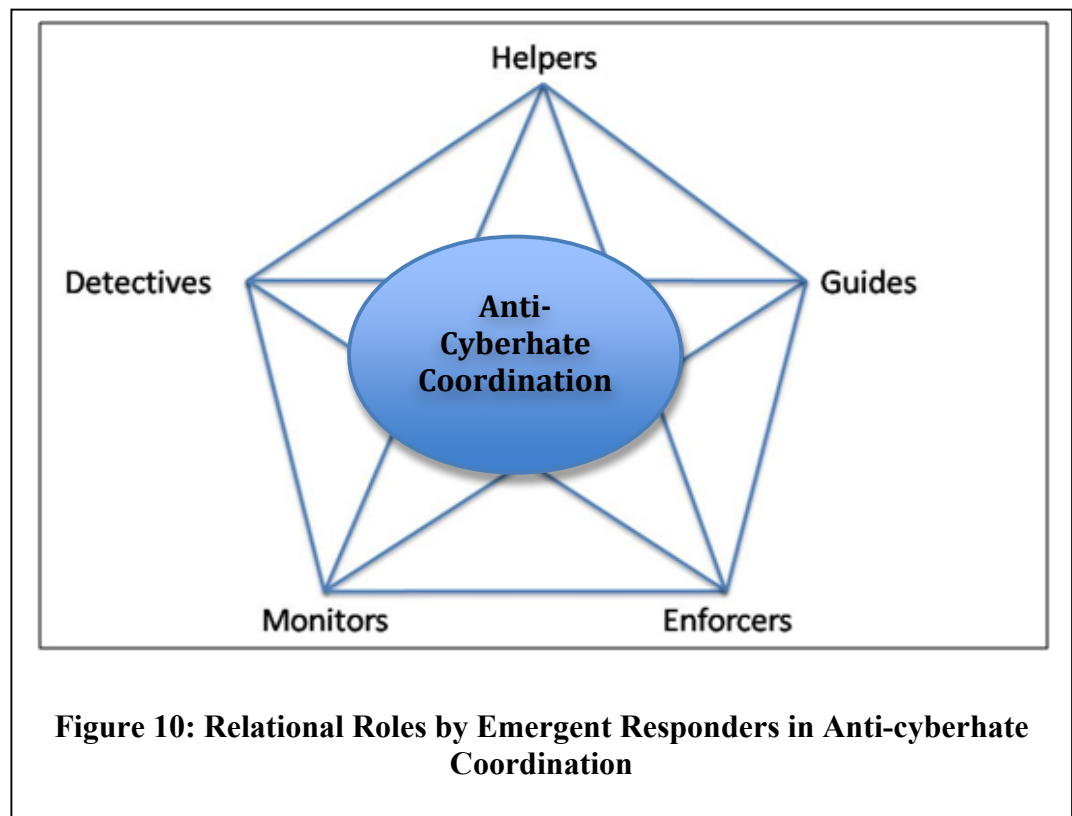 Helpers
Detectives
Guides
Anti-
Cyberhate
Coordination
Monitors
Enforcers
Figure 10: Relational Roles by Emergent Responders in Anti-cyberhate
Coordination